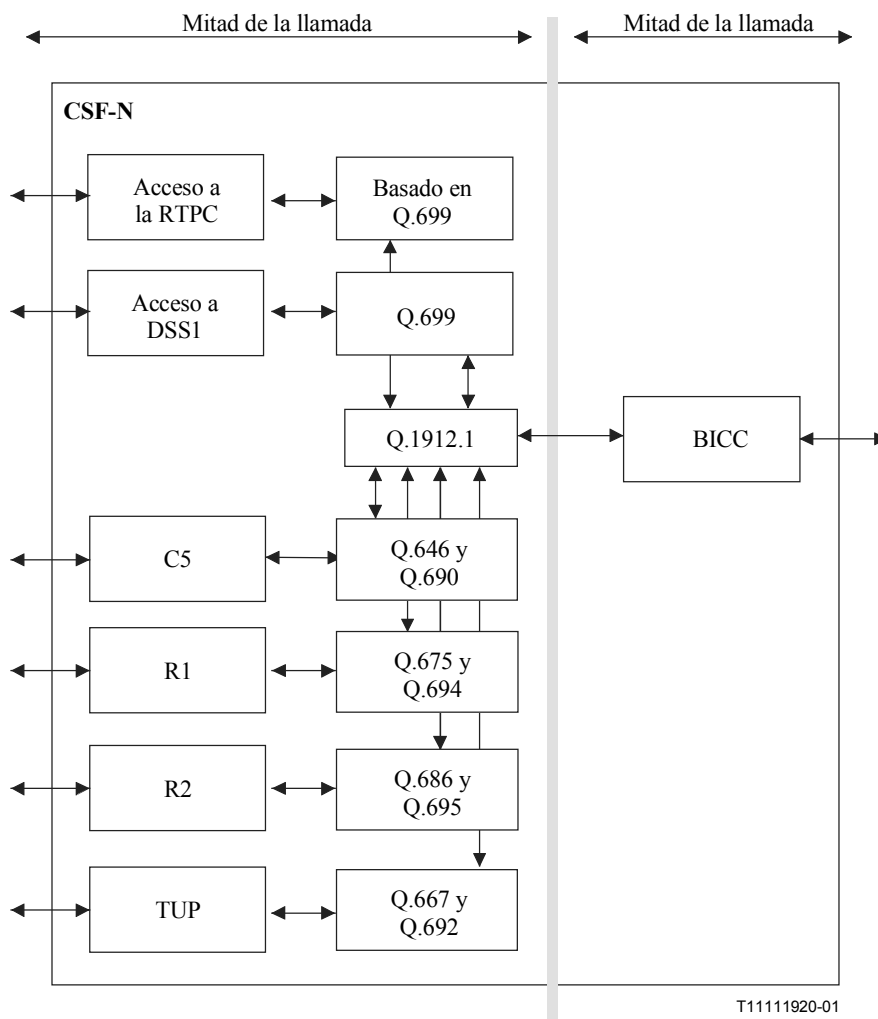 Mitad de la llamada
Mitad de la llamada
CSF-N
Acceso a
la RTPC
Basado en
Q.699
Acceso a
DSS1
Q.699
Q.1912.1
BICC
C5
Q.646 y
Q.690
R1
Q.675 y
Q.694
R2
Q.686 y
Q.695
TUP
Q.667 y
Q.692
T11111920-01